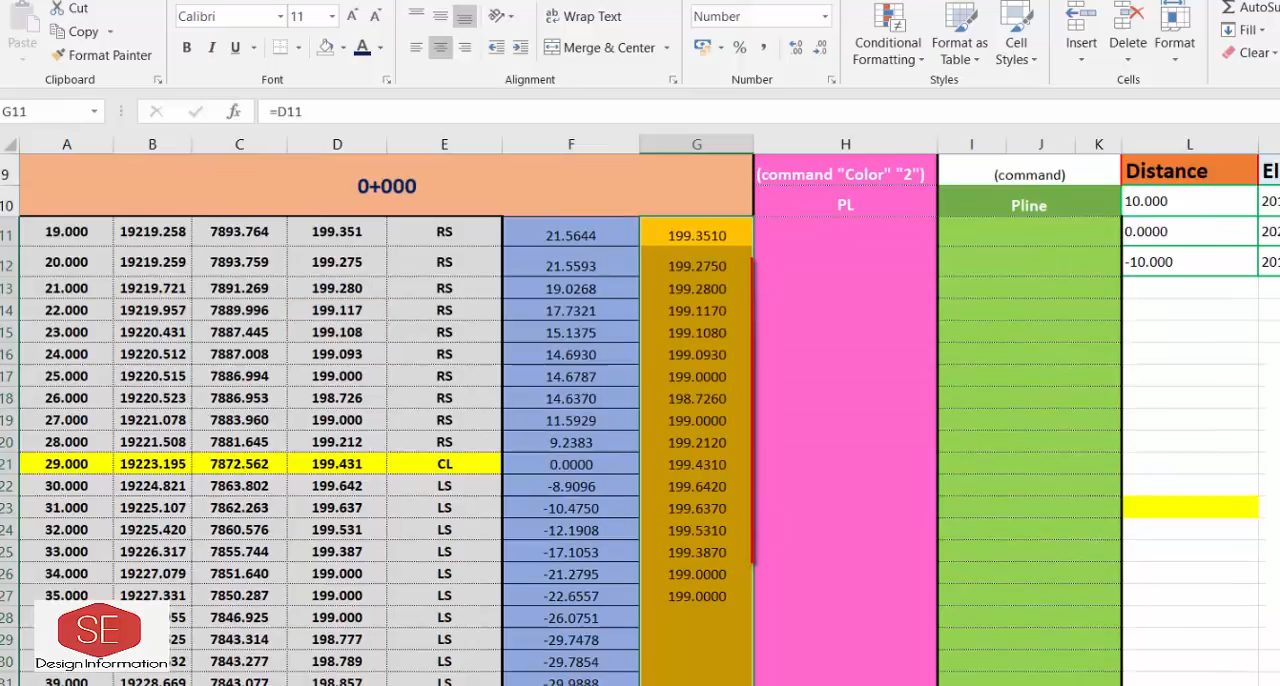 Cut
Calibri 11
Wrap Text
Number
AutoSu
Paste
Copy
Format Painter
B I U A
Merge & Center
Conditional Formatting
Format as Table
Cell Styles
Insert
Delete
Format
Fill
Clear
Clipboard
Font
Alignment
Number
Styles
Cells
G11 fx =D11
A B C D E F G H I J K L
9 0+000 (command "Color" "2") (command) Distance El
10 PL Pline 10.000 201
11 19.000 19219.258 7893.764 199.351 RS 21.5644 199.3510 0.0000 202
12 20.000 19219.259 7893.759 199.275 RS 21.5593 199.2750 -10.000 201
13 21.000 19219.721 7891.269 199.280 RS 19.0268 199.2800
14 22.000 19219.957 7889.996 199.117 RS 17.7321 199.1170
15 23.000 19220.431 7887.445 199.108 RS 15.1375 199.1080
16 24.000 19220.512 7887.008 199.093 RS 14.6930 199.0930
17 25.000 19220.515 7886.994 199.000 RS 14.6787 199.0000
18 26.000 19220.523 7886.953 198.726 RS 14.6370 198.7260
19 27.000 19221.078 7883.960 199.000 RS 11.5929 199.0000
20 28.000 19221.508 7881.645 199.212 RS 9.2383 199.2120
21 29.000 19223.195 7872.562 199.431 CL 0.0000 199.4310
22 30.000 19224.821 7863.802 199.642 LS -8.9096 199.6420
23 31.000 19225.107 7862.263 199.637 LS -10.4750 199.6370
24 32.000 19225.420 7860.576 199.531 LS -12.1908 199.5310
25 33.000 19226.317 7855.744 199.387 LS -17.1053 199.3870
26 34.000 19227.079 7851.640 199.000 LS -21.2795 199.0000
27 35.000 19227.331 7850.287 199.000 LS -22.6557 199.0000
28 55 7846.925 199.000 LS -26.0751
29 25 7843.314 198.777 LS -29.7478
30 32 7843.277 198.789 LS -29.7854
31 39.000 19228.669 7843.077 198.857 LS -29.9888
SE
Design Information